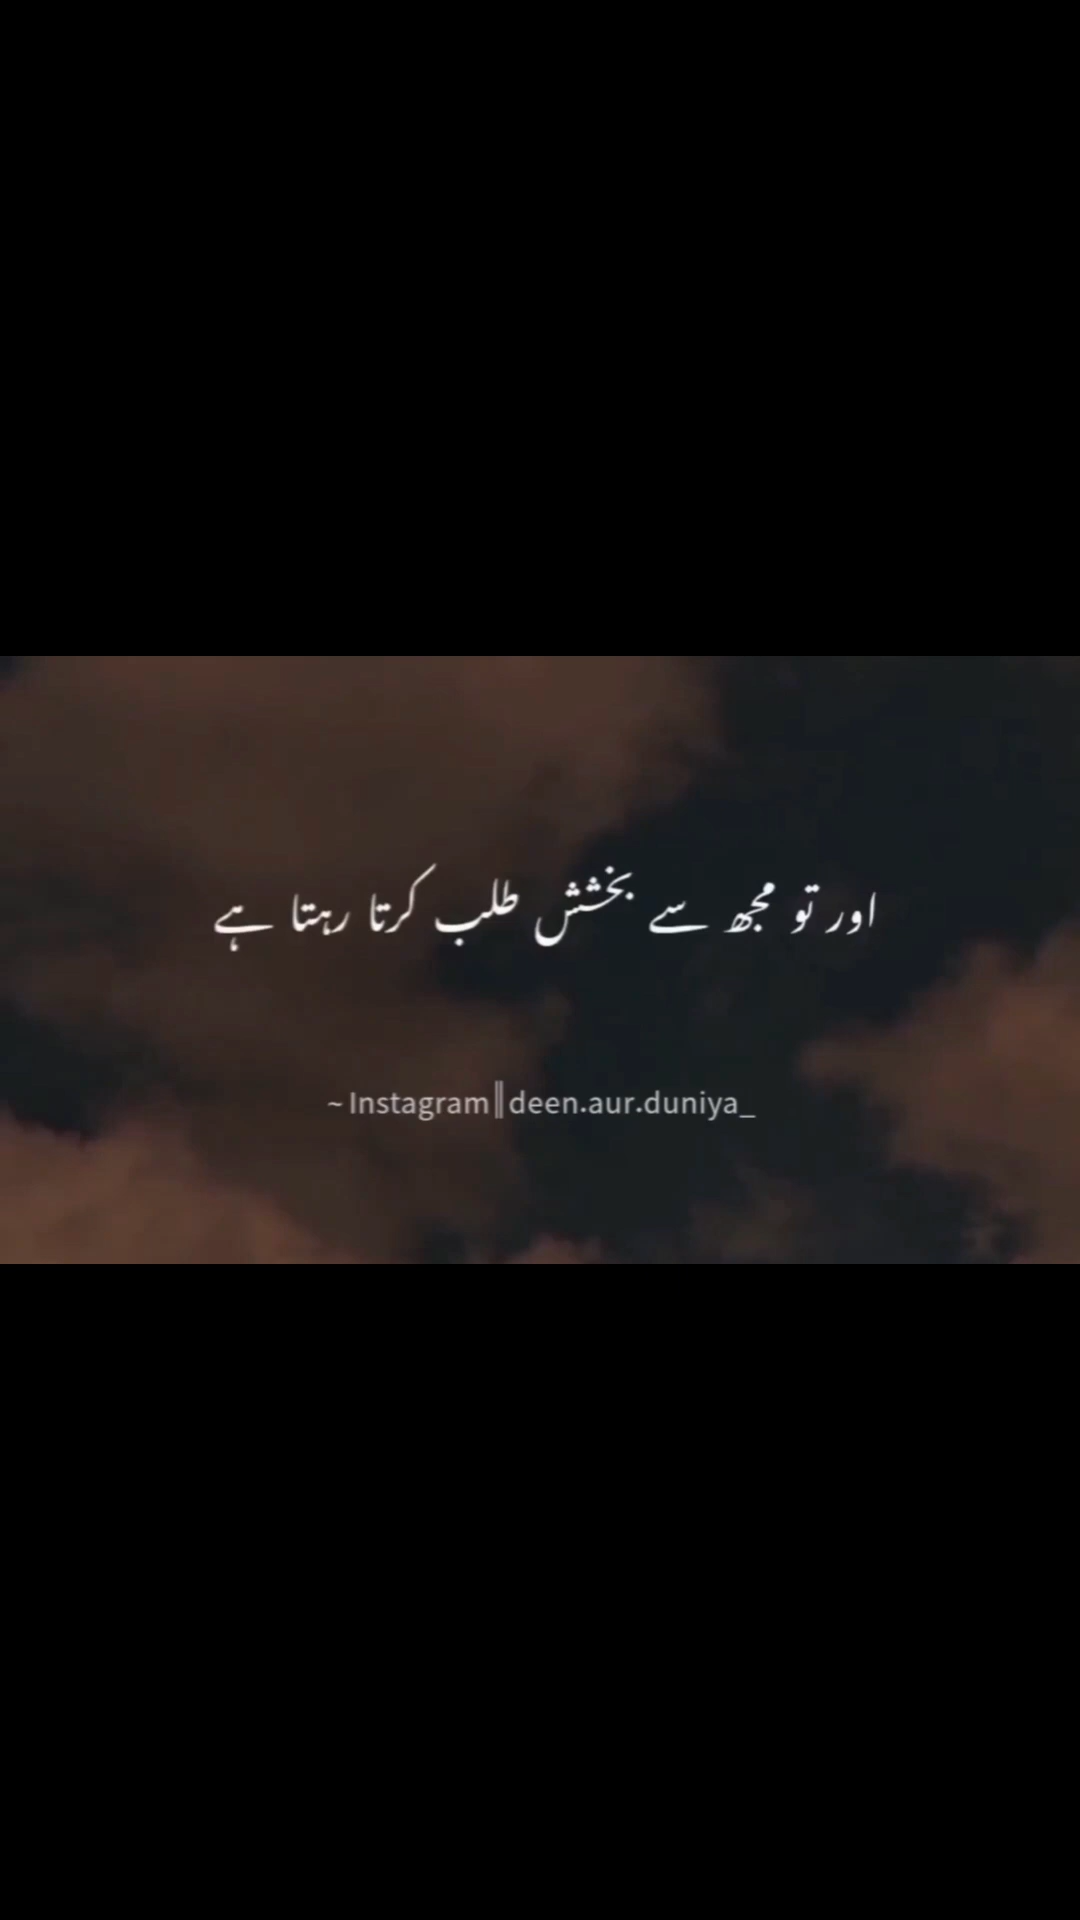 اور تو مجھ سے بخشش طلب کرتا رہتا ہے
~ Instagram║deen.aur.duniya_